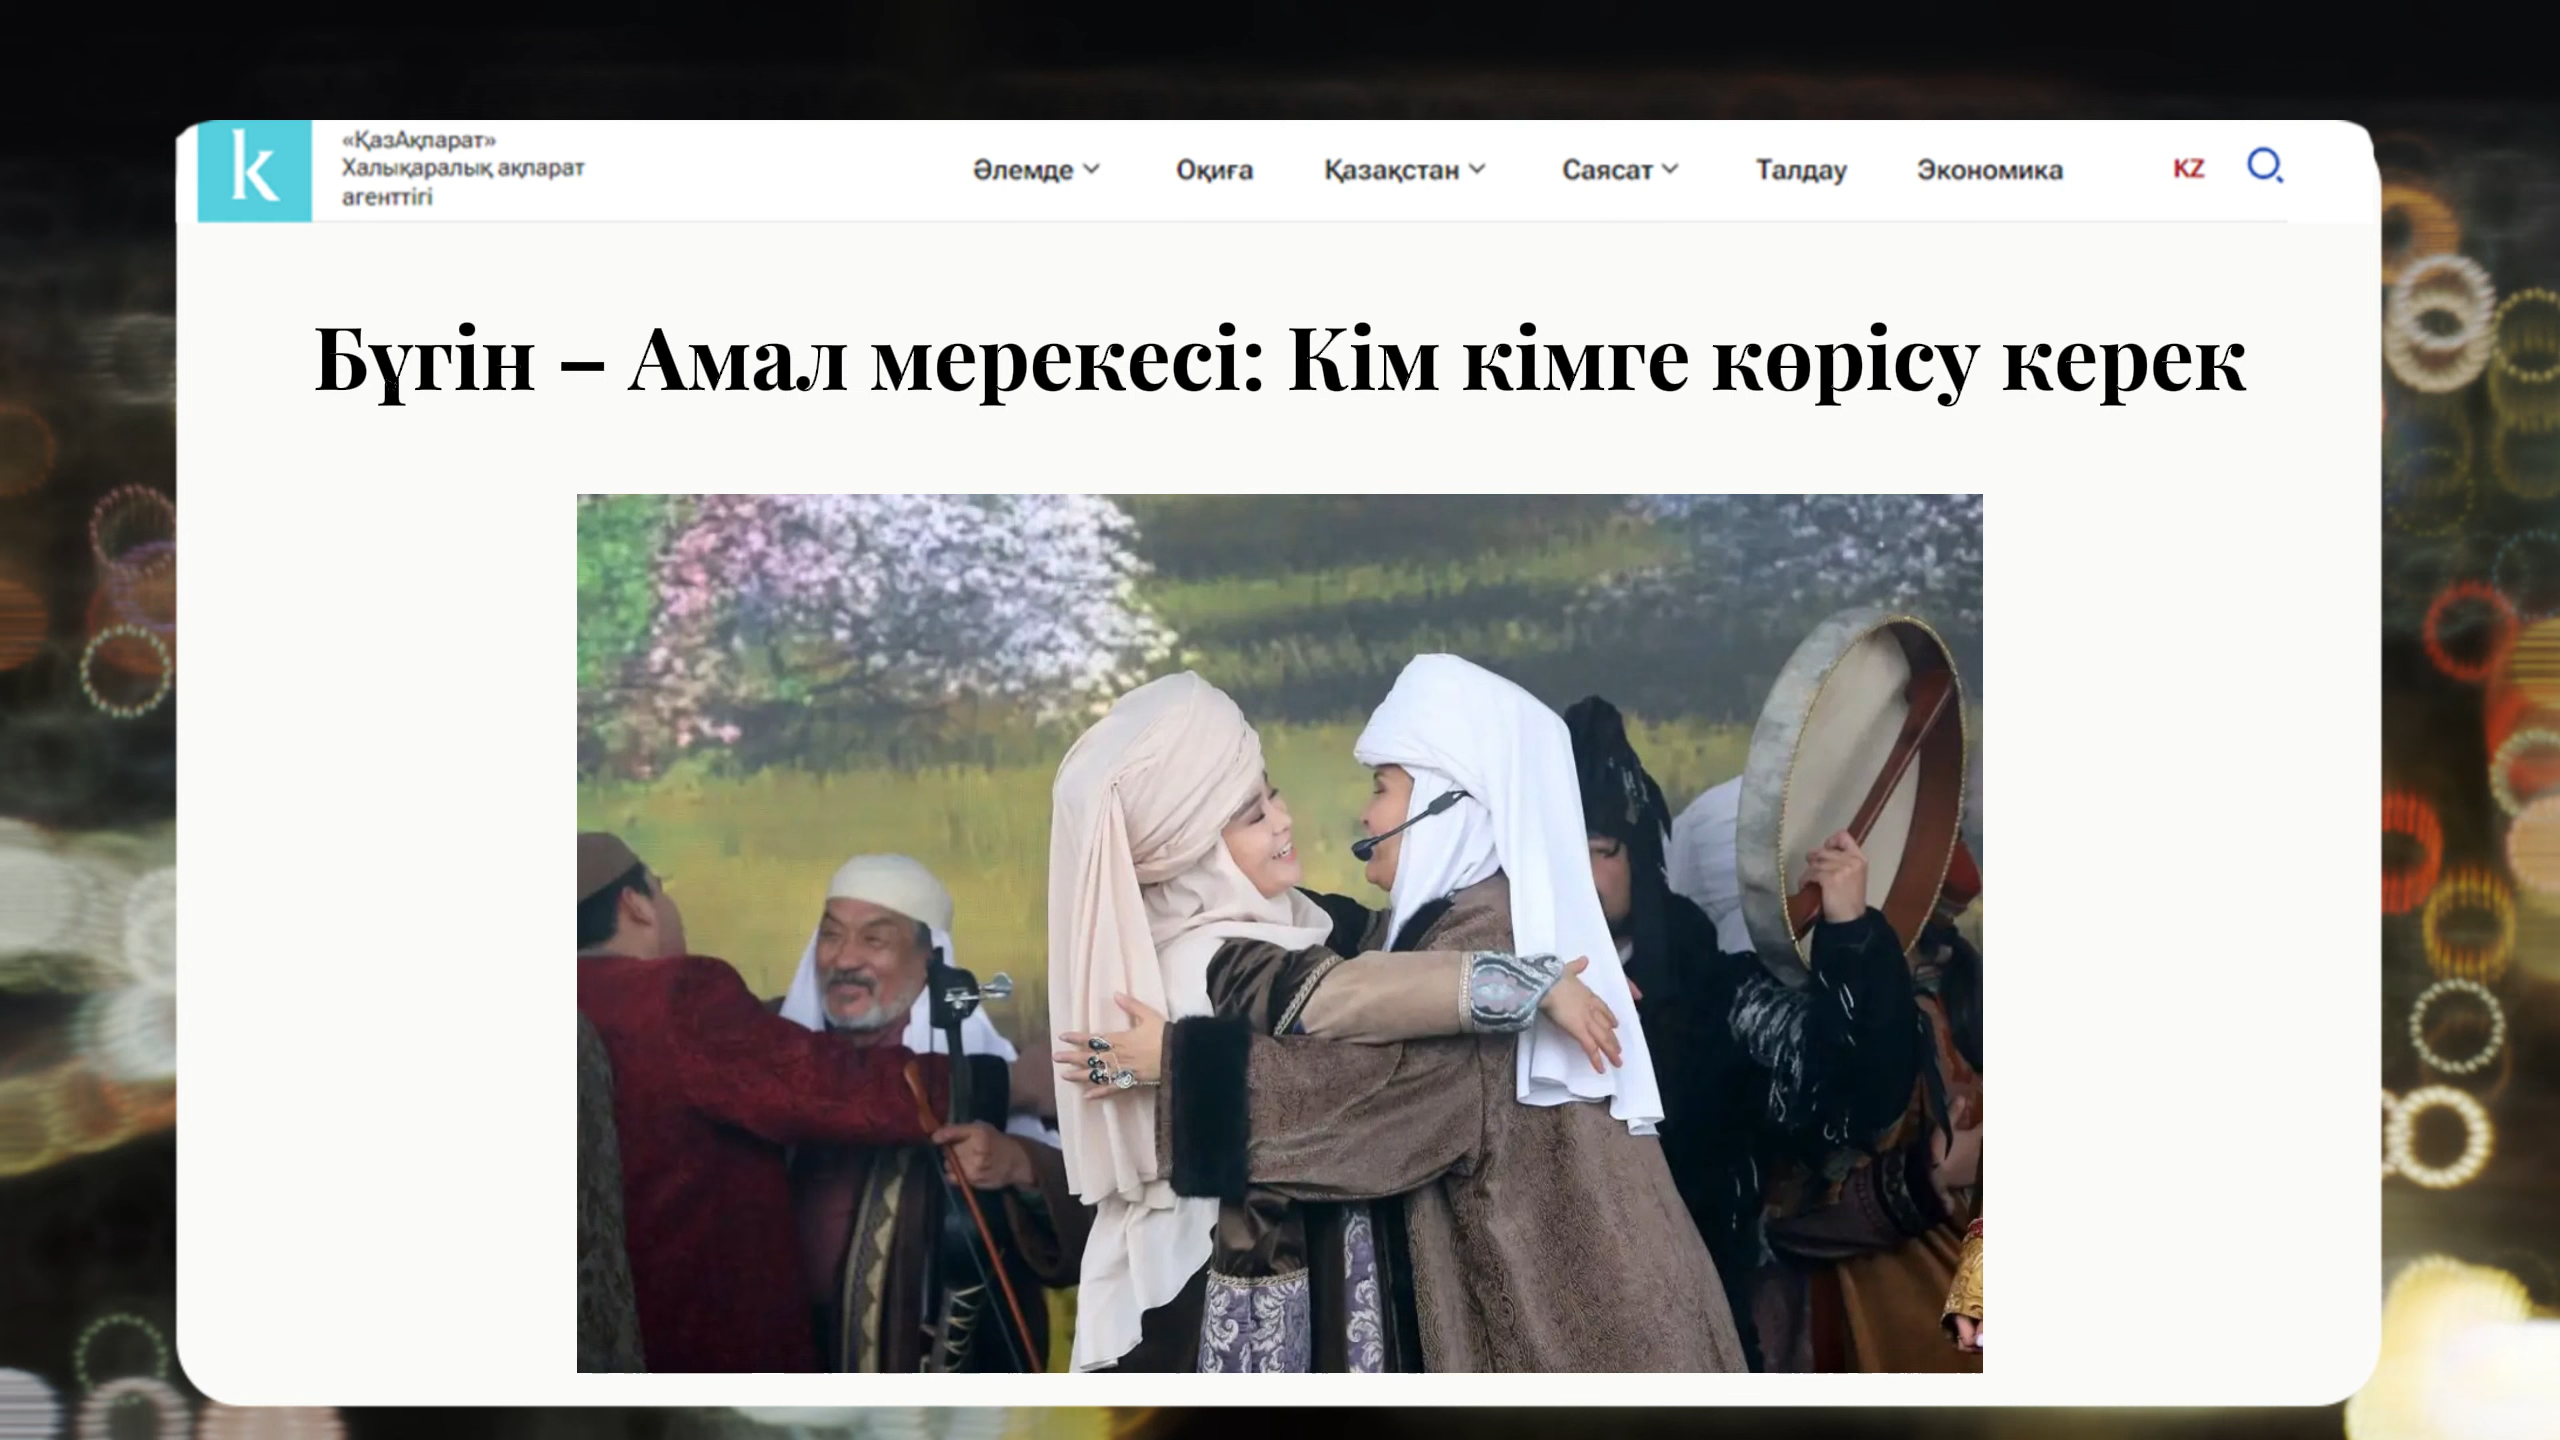 k
«ҚазАқпарат»
Халықаралық ақпарат
агенттігі
Әлемде Оқиға Қазақстан Саясат Талдау Экономика KZ
Бүгін – Амал мерекесі: Кім кімге көрісу керек